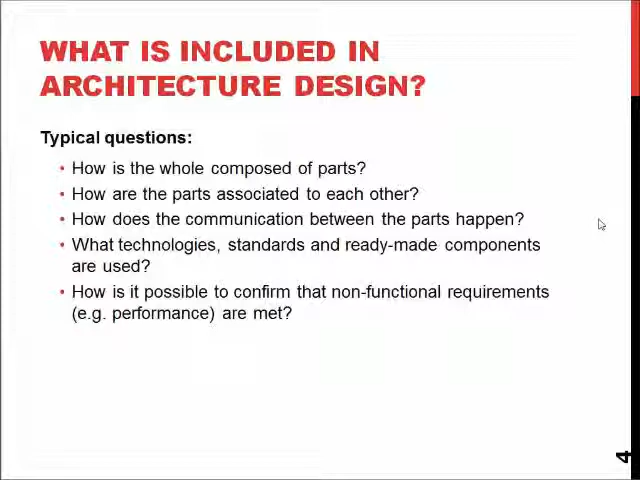 WHAT IS INCLUDED IN
ARCHITECTURE DESIGN?
Typical questions:
• How is the whole composed of parts?
• How are the parts associated to each other?
• How does the communication between the parts happen?
• What technologies, standards and ready-made components
are used?
• How is it possible to confirm that non-functional requirements
(e.g. performance) are met?
4